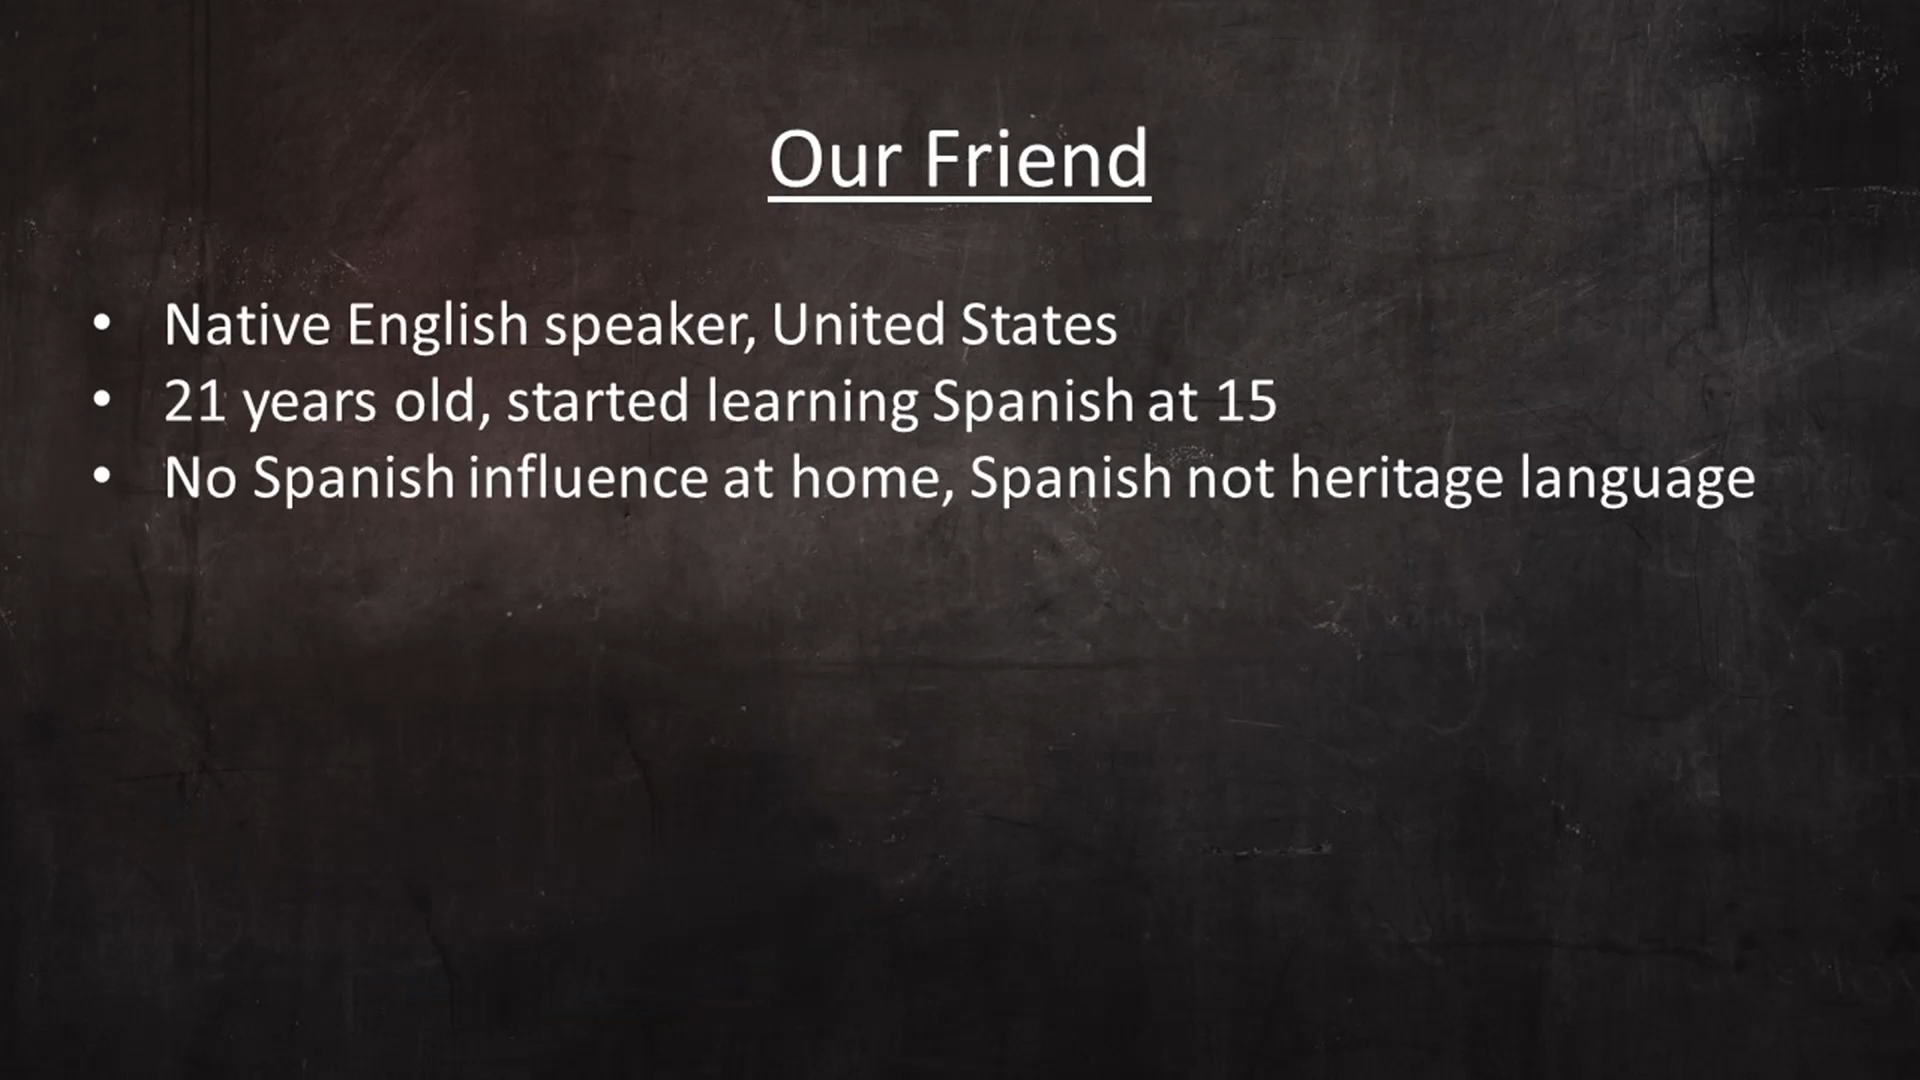 Our Friend
• Native English speaker, United States
• 21 years old, started learning Spanish at 15
• No Spanish influence at home, Spanish not heritage language